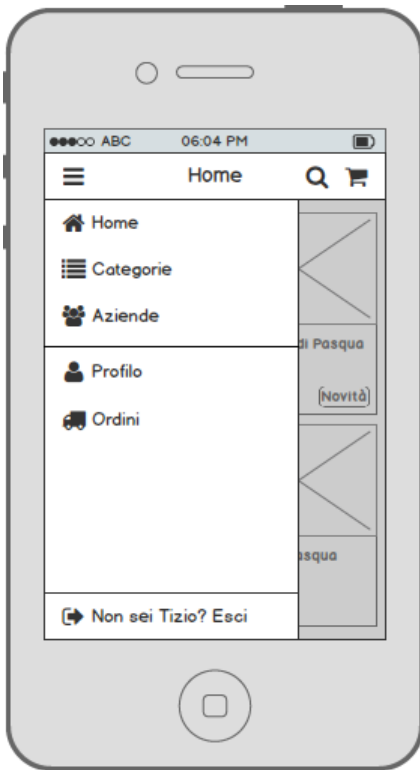 ABC 06:04 PM
Home
Home
Categorie
Aziende
di Pasqua
Profilo
Novità
Ordini
asqua
Non sei Tizio? Esci